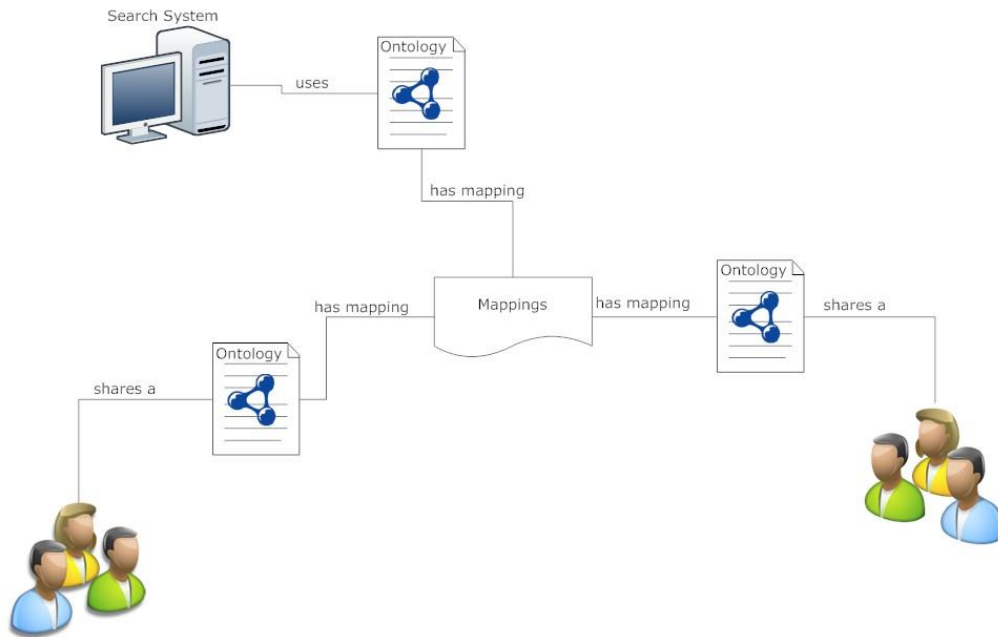 Search System
Ontology
uses
has mapping
Ontology
Mappings
has mapping
has mapping
shares a
Ontology
shares a